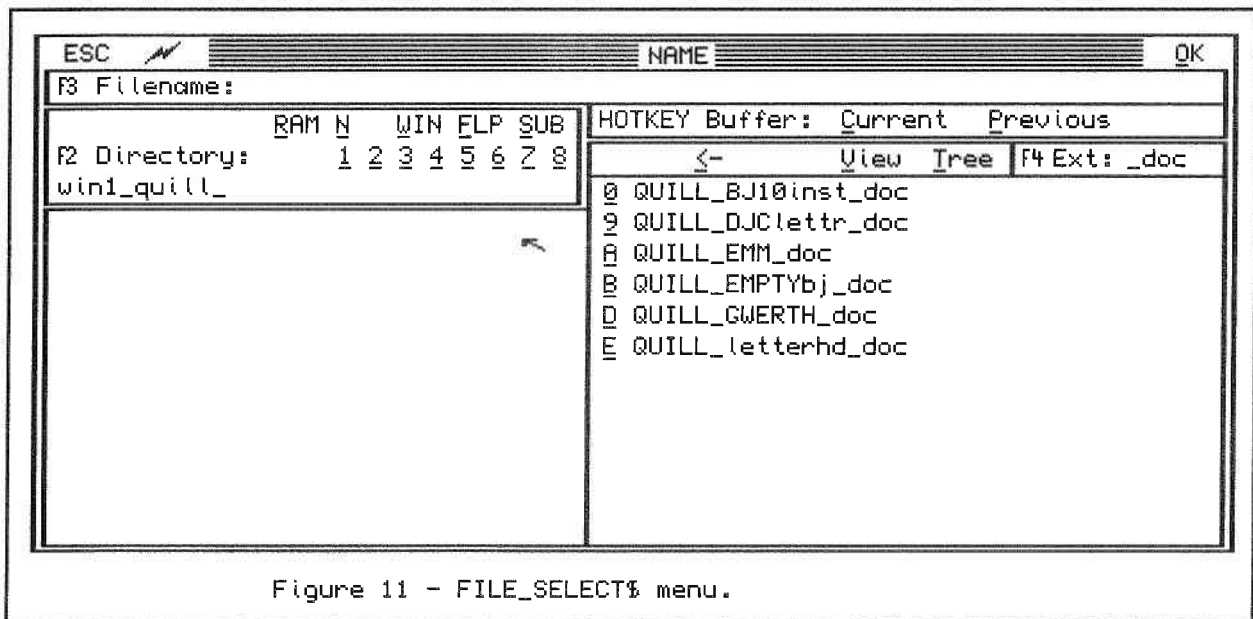 ESC NAME OK
F3 Filename:
RAM N WIN FLP SUB
F2 Directory: 1 2 3 4 5 6 7 8
win1_quill_
HOTKEY Buffer: Current Previous
<- View Tree F4 Ext: _doc
0 QUILL_BJ10inst_doc
9 QUILL_DJClettr_doc
A QUILL_EMM_doc
B QUILL_EMPTYbj_doc
D QUILL_GWERTH_doc
E QUILL_letterhd_doc
Figure 11 - FILE_SELECT$ menu.